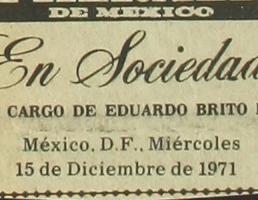 DE MEXICO
En Sociedad
CARGO DE EDUARDO BRITO
México, D.F., Miércoles
15 de Diciembre de 1971